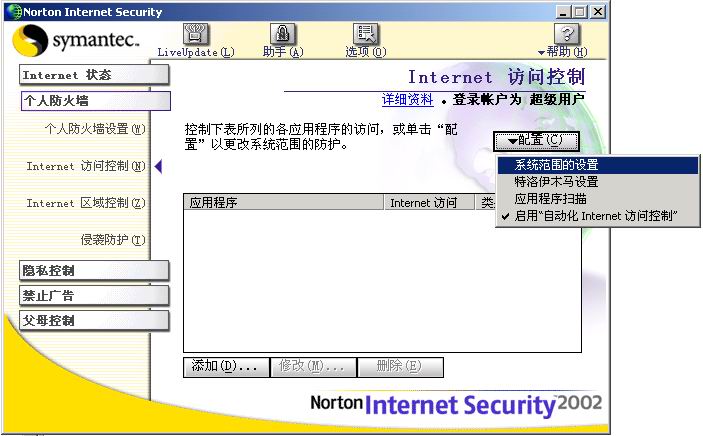 Norton Internet Security
symantec.
LiveUpdate(L)
助手(A)
选项(O)
帮助(H)
Internet 状态
个人防火墙
个人防火墙设置(W)
Internet 访问控制(N)
Internet 区域控制(Z)
侵袭防护(T)
隐私控制
禁止广告
父母控制
Internet 访问控制
详细资料 • 登录帐户为 超级用户
控制下表所列的各应用程序的访问，或单击“配
置”以更改系统范围的防护。
配置(C)
系统范围的设置
特洛伊木马设置
应用程序扫描
✓ 启用“自动化 Internet 访问控制”
应用程序
Internet 访问
类
添加(D)...
修改(M)...
删除(E)
Norton Internet Security 2002